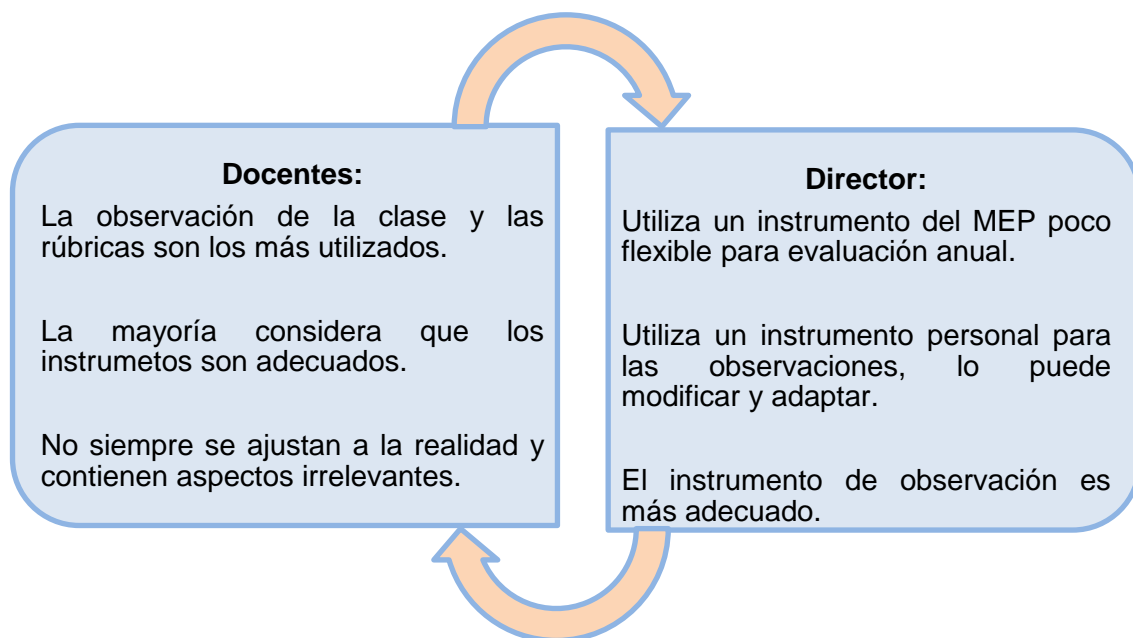 Docentes:
La observación de la clase y las
rúbricas son los más utilizados.
La mayoría considera que los
instrumetos son adecuados.
No siempre se ajustan a la realidad y
contienen aspectos irrelevantes.
Director:
Utiliza un instrumento del MEP poco
flexible para evaluación anual.
Utiliza un instrumento personal para
las observaciones, lo puede
modificar y adaptar.
El instrumento de observación es
más adecuado.